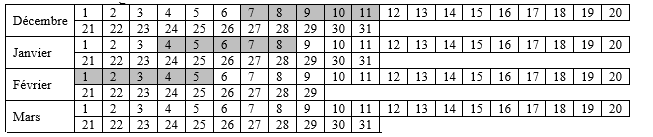 Décembre 1 2 3 4 5 6 7 8 9 10 11 12 13 14 15 16 17 18 19 20
21 22 23 24 25 26 27 28 29 30 31
Janvier 1 2 3 4 5 6 7 8 9 10 11 12 13 14 15 16 17 18 19 20
21 22 23 24 25 26 27 28 29 30 31
Février 1 2 3 4 5 6 7 8 9 10 11 12 13 14 15 16 17 18 19 20
21 22 23 24 25 26 27 28 29
Mars 1 2 3 4 5 6 7 8 9 10 11 12 13 14 15 16 17 18 19 20
21 22 23 24 25 26 27 28 29 30 31